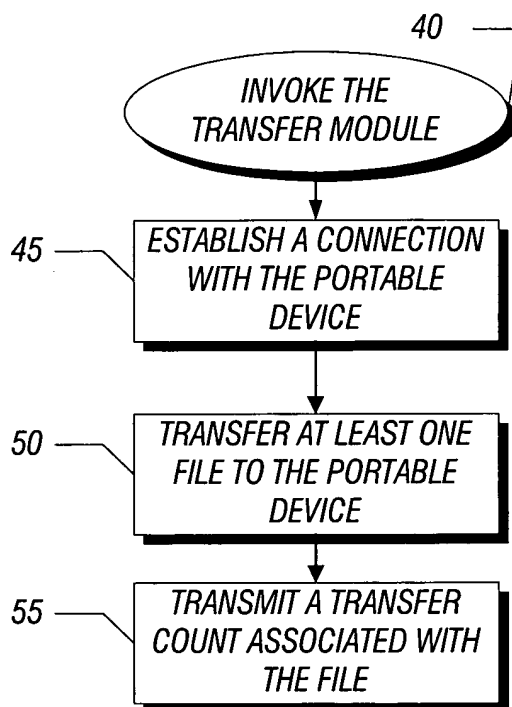 40
INVOKE THE
TRANSFER MODULE
45
ESTABLISH A CONNECTION
WITH THE PORTABLE
DEVICE
50
TRANSFER AT LEAST ONE
FILE TO THE PORTABLE
DEVICE
55
TRANSMIT A TRANSFER
COUNT ASSOCIATED WITH
THE FILE